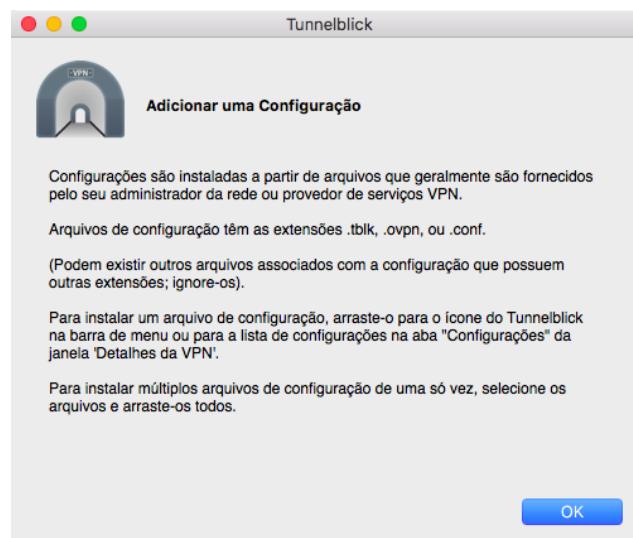 Tunnelblick
VPN
Adicionar uma Configuração
Configurações são instaladas a partir de arquivos que geralmente são fornecidos
pelo seu administrador da rede ou provedor de serviços VPN.
Arquivos de configuração têm as extensões .tblk, .ovpn, ou .conf.
(Podem existir outros arquivos associados com a configuração que possuem
outras extensões; ignore-os).
Para instalar um arquivo de configuração, arraste-o para o ícone do Tunnelblick
na barra de menu ou para a lista de configurações na aba "Configurações" da
janela 'Detalhes da VPN'.
Para instalar múltiplos arquivos de configuração de uma só vez, selecione os
arquivos e arraste-os todos.
OK